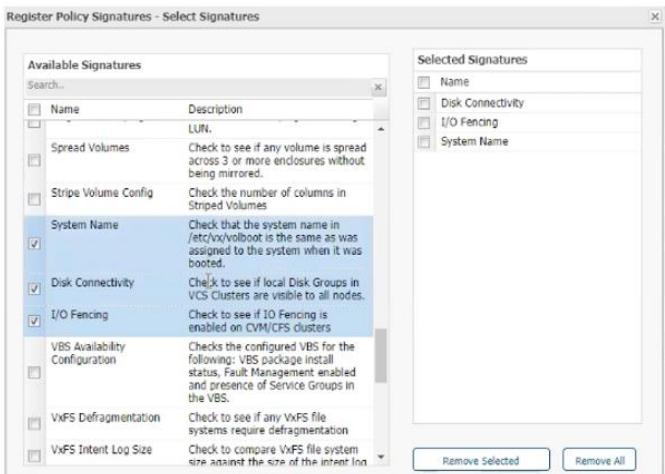 Register Policy Signatures - Select Signatures
Available Signatures
Search..
Name Description
LUN.
Spread Volumes Check to see if any volume is spread
across 3 or more enclosures without
being mirrored.
Stripe Volume Config Check the number of columns in
Striped Volumes
System Name Check that the system name in
/etc/vx/volboot is the same as was
assigned to the system when it was
booted.
Disk Connectivity Check to see if local Disk Groups in
VCS Clusters are visible to all nodes.
I/O Fencing Check to see if IO Fencing is
enabled on CVM/CFS clusters
VBS Availability Checks the configured VBS for the
Configuration following: VBS package install
status, Fault Management enabled
and presence of Service Groups in
the VBS.
VxFS Defragmentation Check to see if any VxFS file
systems require defragmentation
VxFS Intent Log Size Check to compare VxFS file system
size against the size of the intent log
Selected Signatures
Name
Disk Connectivity
I/O Fencing
System Name
Remove Selected Remove All